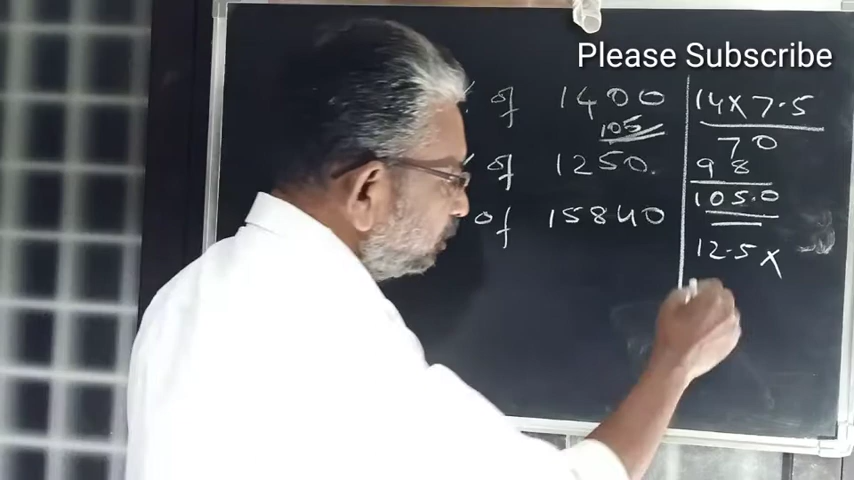 Please Subscribe
% of 1400
105
% of 1250.
of 15840
14x7.5
70
98
105.0
12.5x